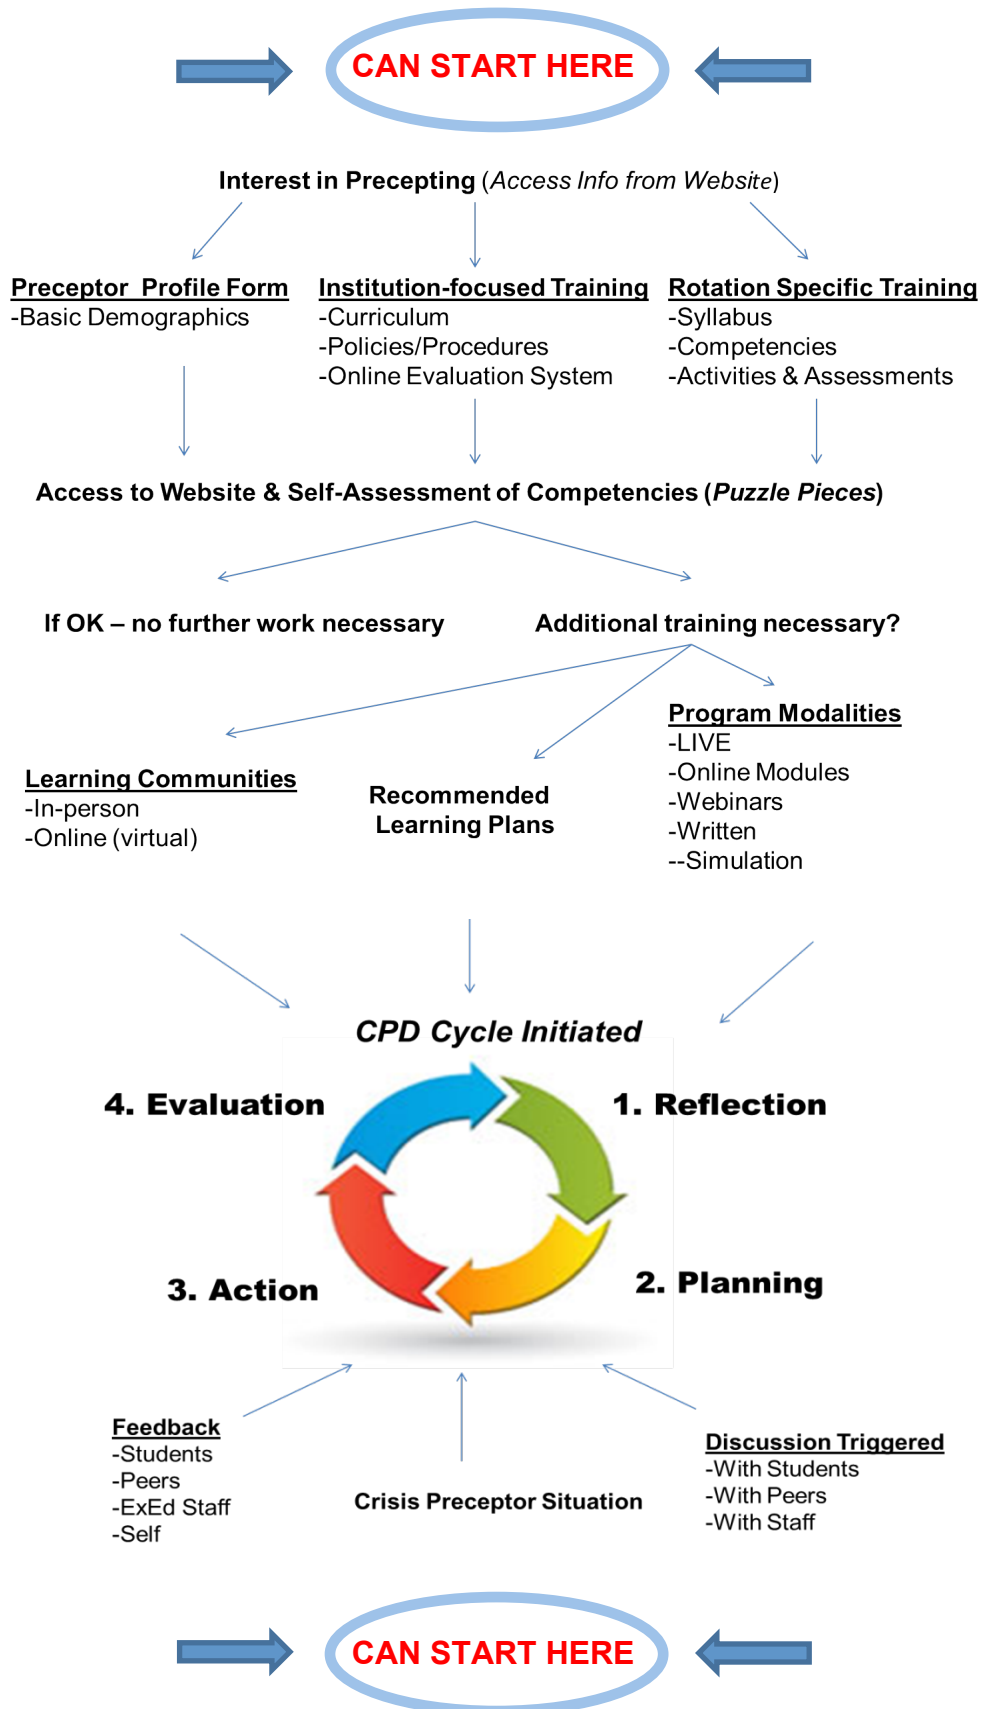 CAN START HERE
Interest in Precepting (Access Info from Website)
Preceptor Profile Form
-Basic Demographics
Institution-focused Training
-Curriculum
-Policies/Procedures
-Online Evaluation System
Rotation Specific Training
-Syllabus
-Competencies
-Activities & Assessments
Access to Website & Self-Assessment of Competencies (Puzzle Pieces)
If OK – no further work necessary
Additional training necessary?
Learning Communities
-In-person
-Online (virtual)
Recommended
Learning Plans
Program Modalities
-LIVE
-Online Modules
-Webinars
-Written
--Simulation
CPD Cycle Initiated
4. Evaluation
1. Reflection
3. Action
2. Planning
Feedback
-Students
-Peers
-ExEd Staff
-Self
Crisis Preceptor Situation
Discussion Triggered
-With Students
-With Peers
-With Staff
CAN START HERE